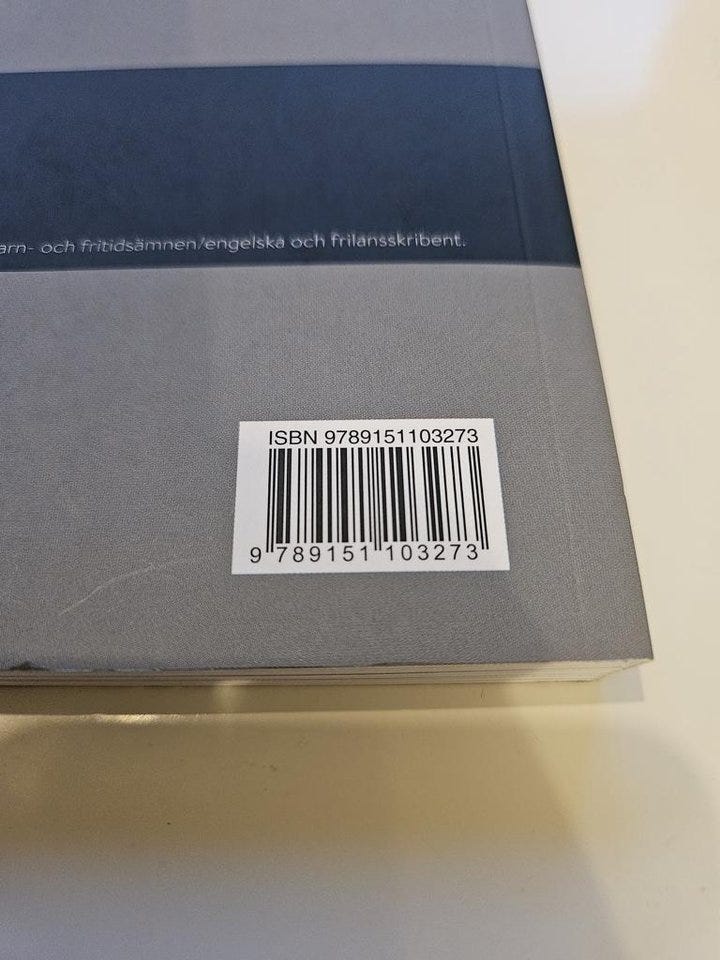 arn- och fritidsämnen/engelska och frilansskribent.
ISBN 9789151103273
9 789151 103273